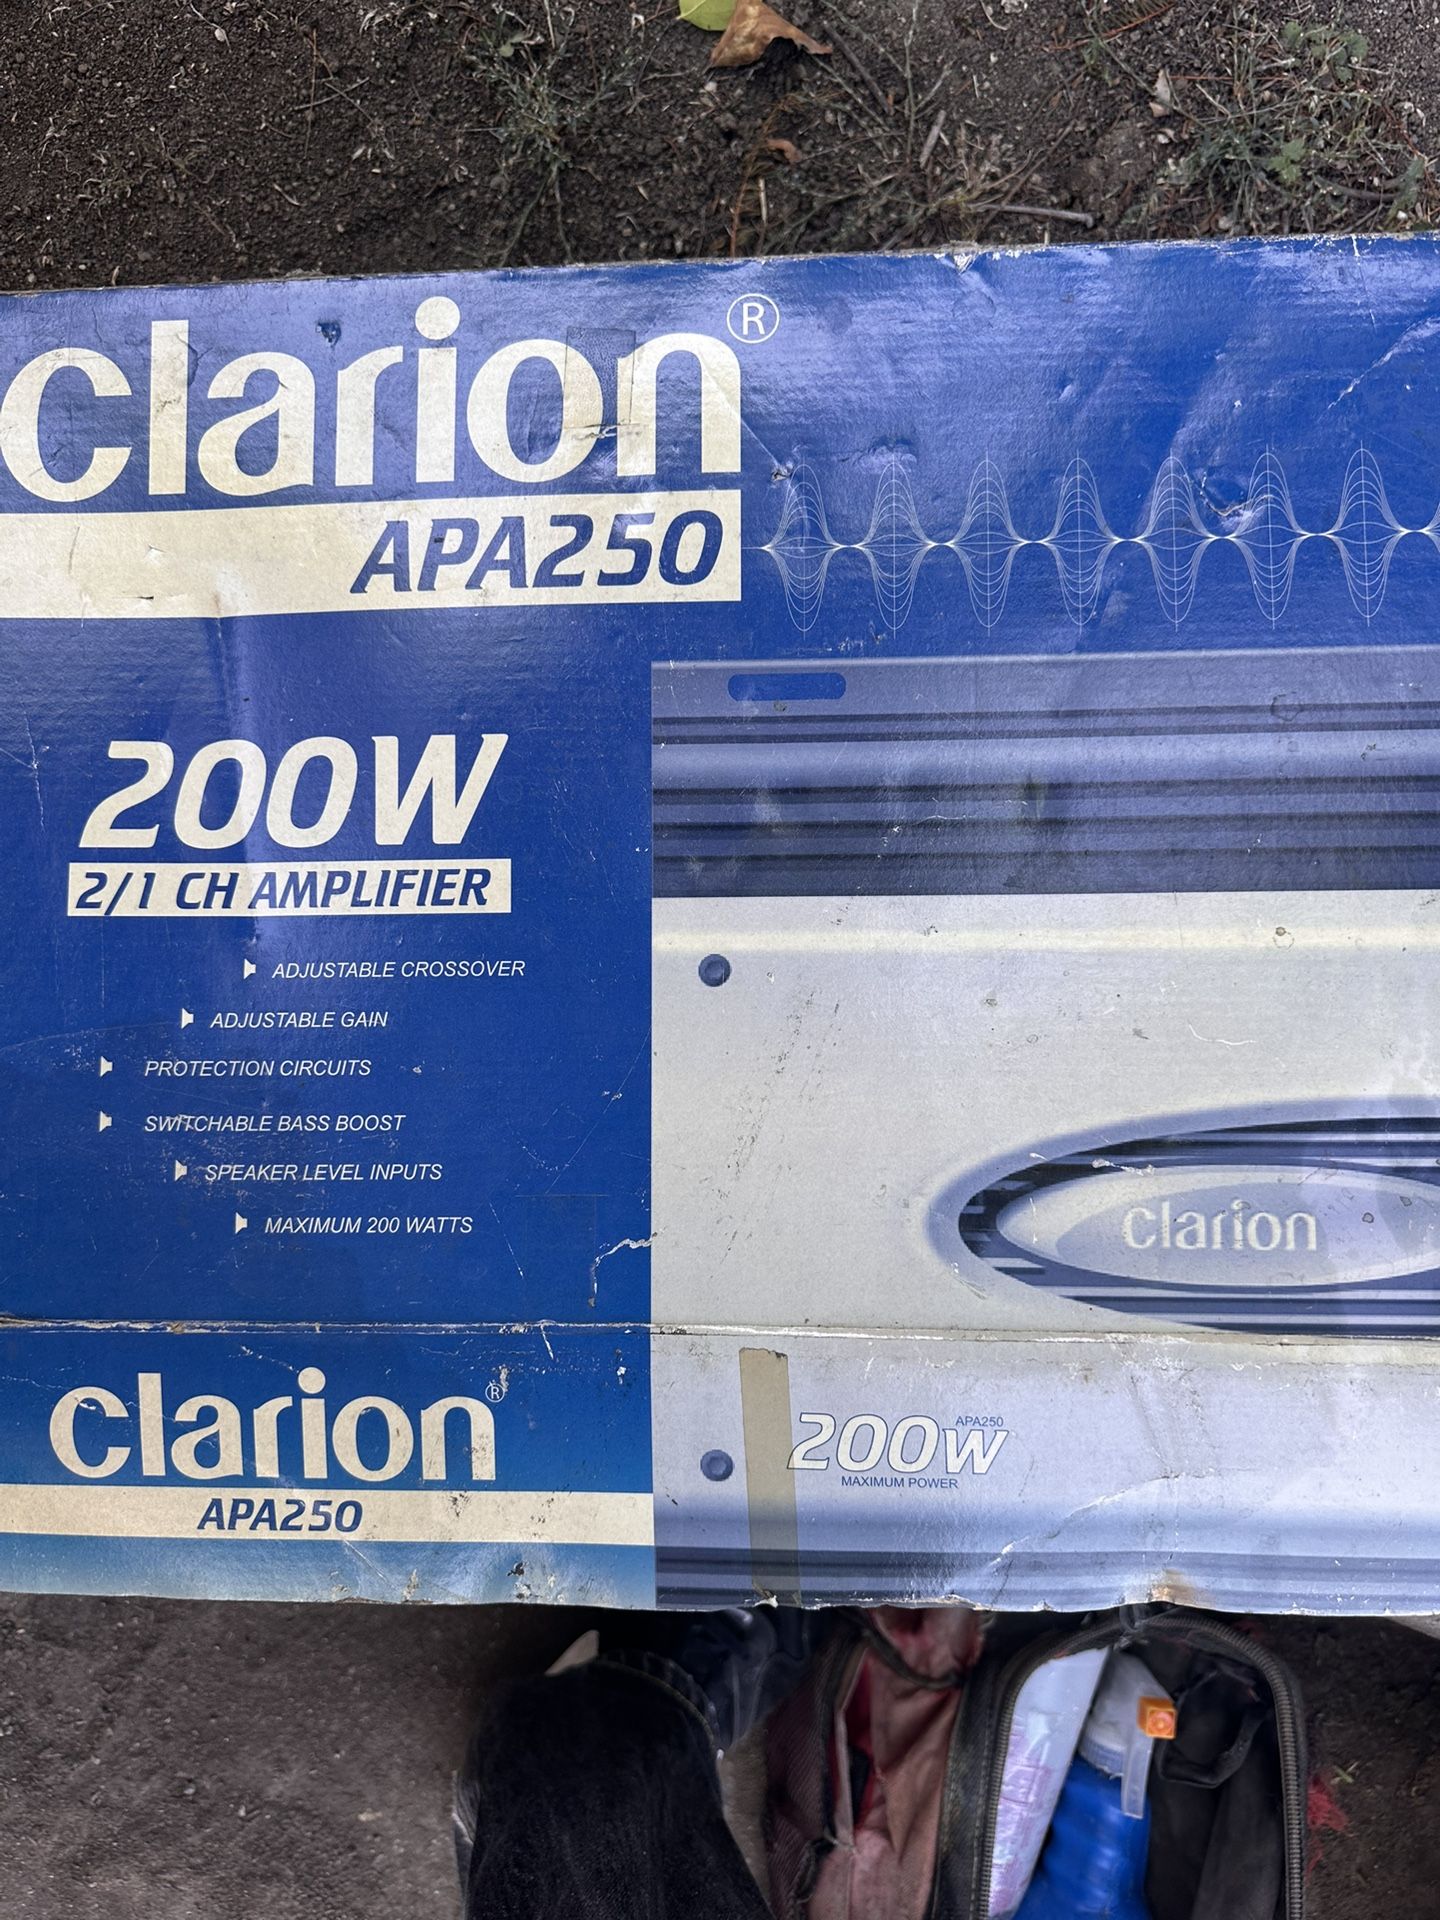 clarion®
APA250
200W
2/1 CH AMPLIFIER
ADJUSTABLE CROSSOVER
ADJUSTABLE GAIN
PROTECTION CIRCUITS
SWITCHABLE BASS BOOST
SPEAKER LEVEL INPUTS
MAXIMUM 200 WATTS
clarion
clarion®
APA250
APA250
200W
MAXIMUM POWER